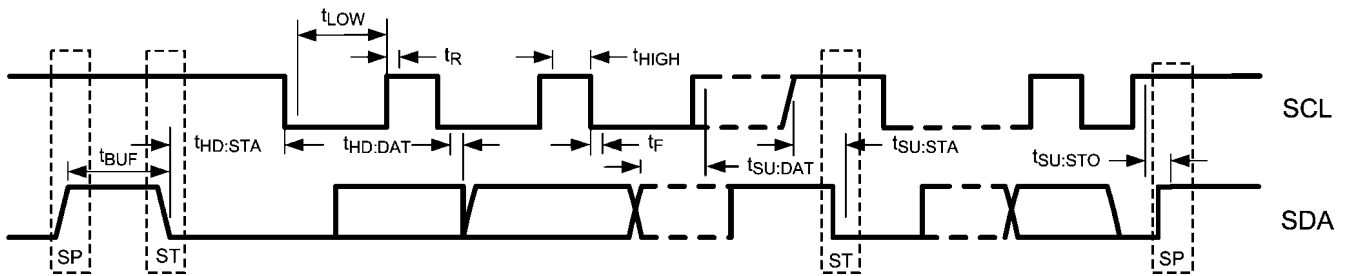 tLOW
tR
tHIGH
SCL
tHD:STA
tHD:DAT
tF
tSU:DAT
tSU:STA
tSU:STO
tBUF
SDA
SP
ST
ST
SP